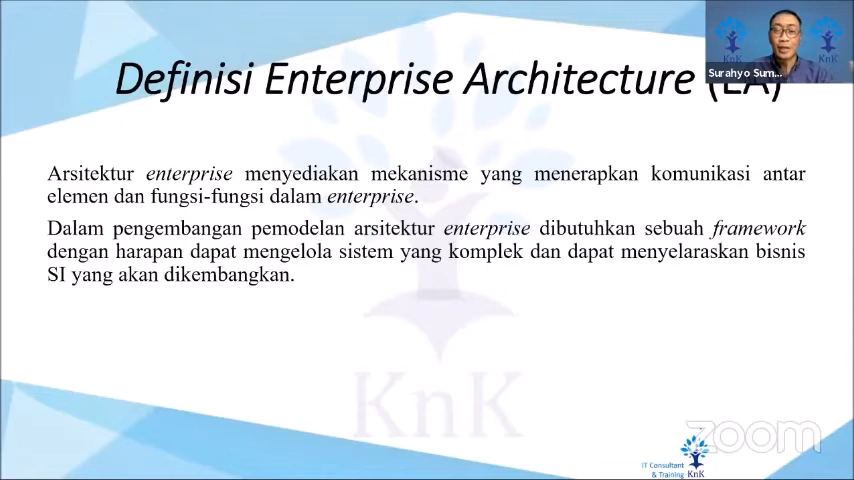 Definisi Enterprise Architecture (EA)
KnK
KnK
Surahyo Sum...
Arsitektur enterprise menyediakan mekanisme yang menerapkan komunikasi antar
elemen dan fungsi-fungsi dalam enterprise.
Dalam pengembangan pemodelan arsitektur enterprise dibutuhkan sebuah framework
dengan harapan dapat mengelola sistem yang komplek dan dapat menyelaraskan bisnis
SI yang akan dikembangkan.
KnK
zoom
IT Consultant
& Training KnK